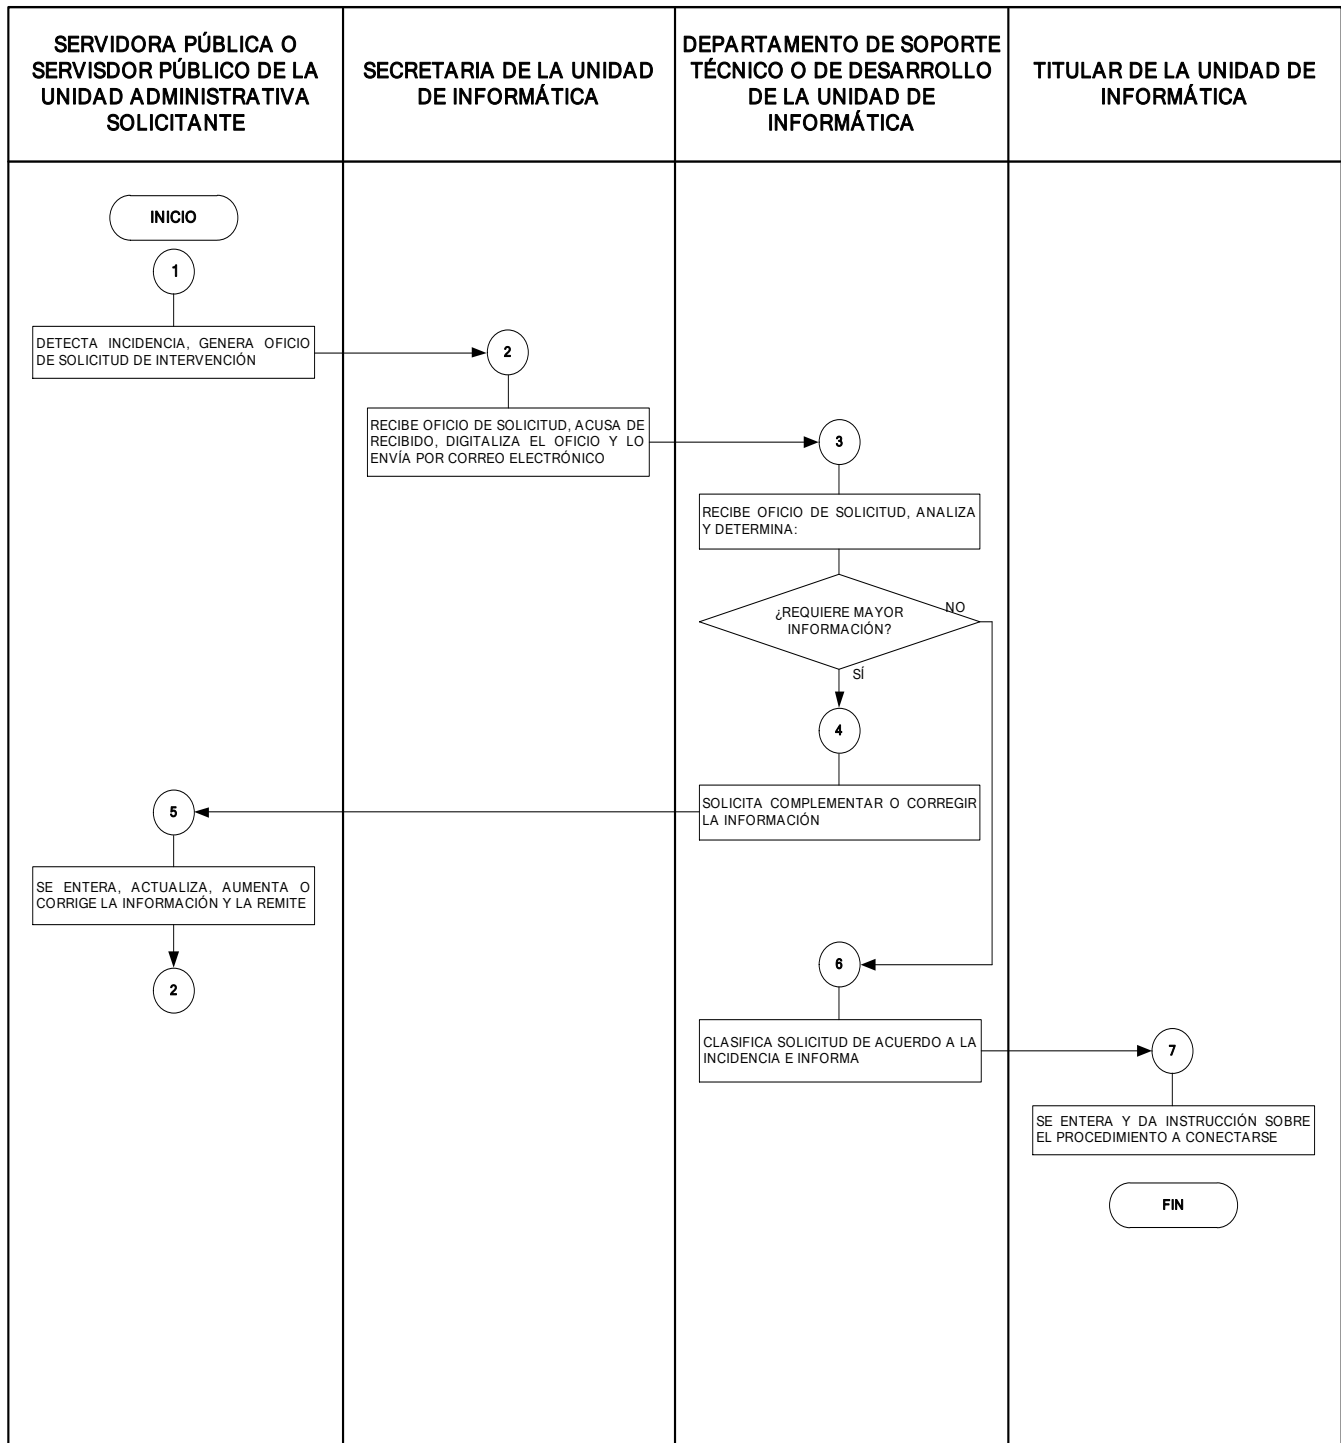 SERVIDORA PÚBLICA O
SERVISDOR PÚBLICO DE LA
UNIDAD ADMINISTRATIVA
SOLICITANTE
SECRETARIA DE LA UNIDAD
DE INFORMÁTICA
DEPARTAMENTO DE SOPORTE
TÉCNICO O DE DESARROLLO
DE LA UNIDAD DE
INFORMÁTICA
TITULAR DE LA UNIDAD DE
INFORMÁTICA
INICIO
1
DETECTA INCIDENCIA, GENERA OFICIO
DE SOLICITUD DE INTERVENCIÓN
2
RECIBE OFICIO DE SOLICITUD, ACUSA DE
RECIBIDO, DIGITALIZA EL OFICIO Y LO
ENVÍA POR CORREO ELECTRÓNICO
3
RECIBE OFICIO DE SOLICITUD, ANALIZA
Y DETERMINA:
¿REQUIERE MAYOR
INFORMACIÓN?
NO
SÍ
4
SOLICITA COMPLEMENTAR O CORREGIR
LA INFORMACIÓN
5
SE ENTERA, ACTUALIZA, AUMENTA O
CORRIGE LA INFORMACIÓN Y LA REMITE
2
6
CLASIFICA SOLICITUD DE ACUERDO A LA
INCIDENCIA E INFORMA
7
SE ENTERA Y DA INSTRUCCIÓN SOBRE
EL PROCEDIMIENTO A CONECTARSE
FIN